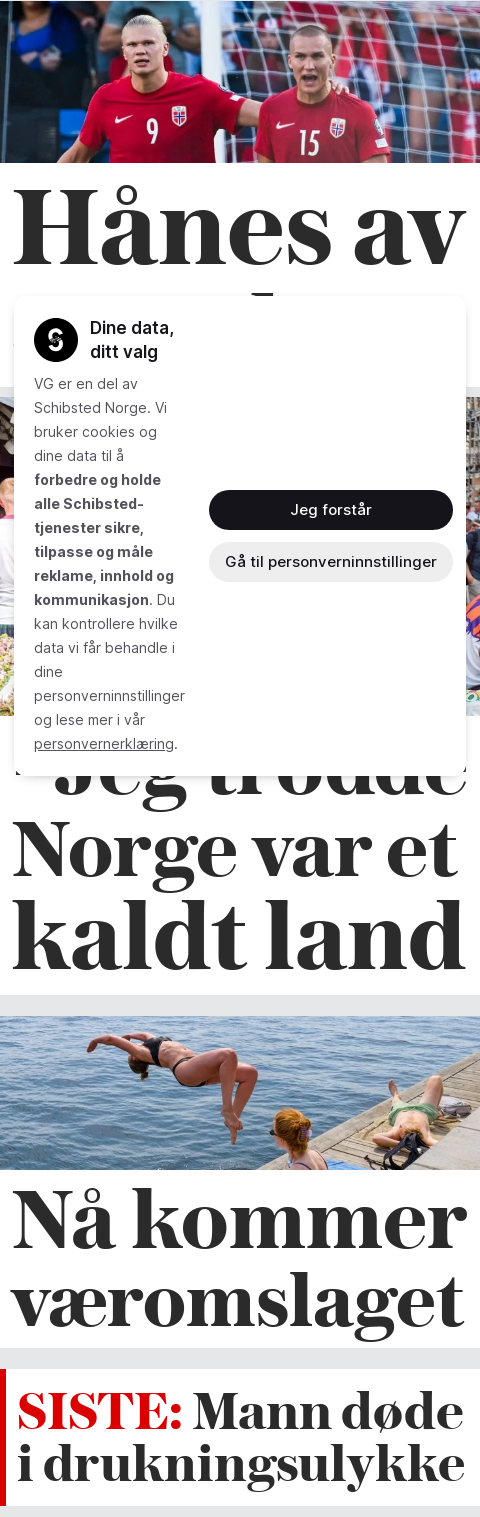 9
15
Hånes av
Dine data,
ditt valg
VG er en del av
Schibsted Norge. Vi
bruker cookies og
dine data til å
forbedre og holde
alle Schibsted-
tjenester sikre,
tilpasse og måle
reklame, innhold og
kommunikasjon. Du
kan kontrollere hvilke
data vi får behandle i
dine
personverninnstillinger
og lese mer i vår
personvernerklæring.
Jeg forstår
Gå til personverninnstillinger
– Jeg trodde
Norge var et
kaldt land
Nå kommer
væromslaget
SISTE: Mann døde
i drukningsulykke